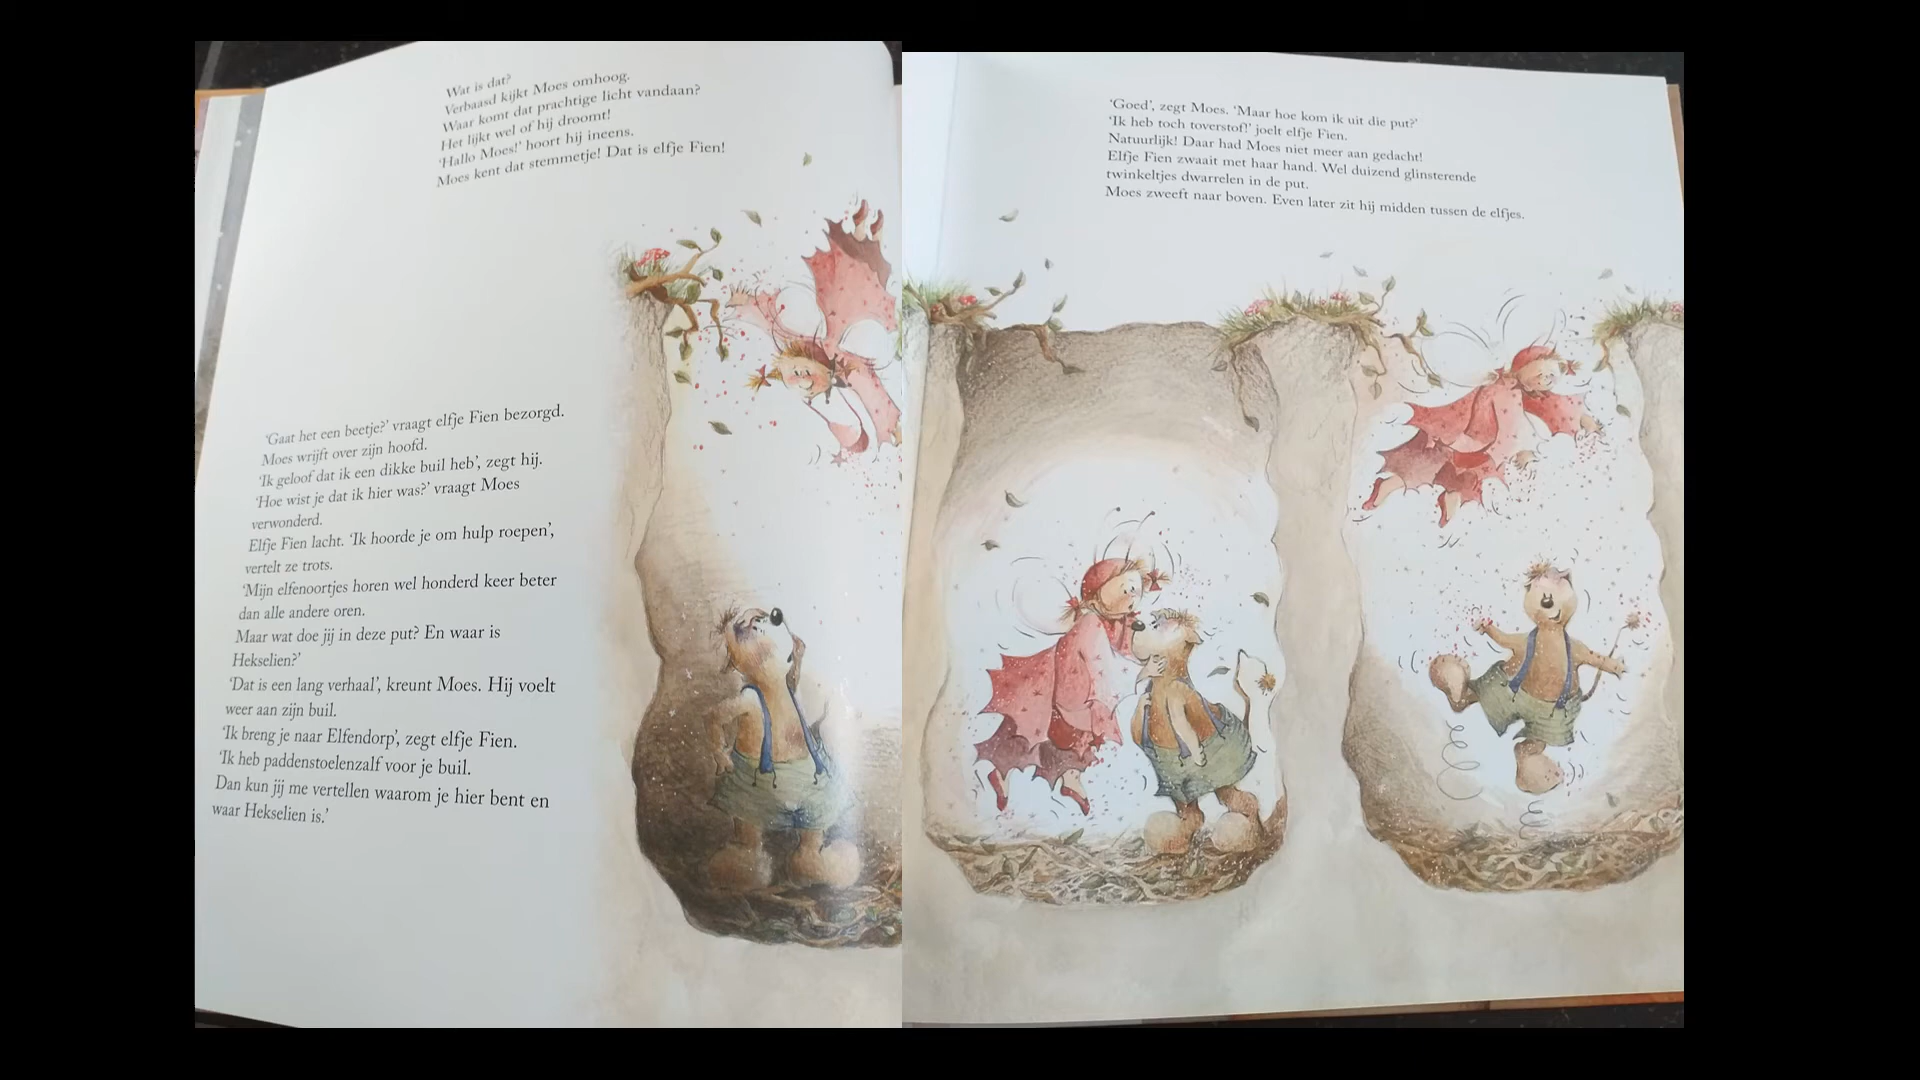 Wat is dat?
Verbaasd kijkt Moes omhoog.
Waar komt dat prachtige licht vandaan?
Het lijkt wel of hij droomt!
‘Hallo Moes!’ hoort hij ineens.
Moes kent dat stemmetje! Dat is elfje Fien!
‘Gaat het een beetje?’ vraagt elfje Fien bezorgd.
Moes wrijft over zijn hoofd.
‘Ik geloof dat ik een dikke buil heb’, zegt hij.
‘Hoe wist je dat ik hier was?’ vraagt Moes
verwonderd.
Elfje Fien lacht. ‘Ik hoorde je om hulp roepen’,
vertelt ze trots.
‘Mijn elfenoortjes horen wel honderd keer beter
dan alle andere oren.
Maar wat doe jij in deze put? En waar is
Hekselien?’
‘Dat is een lang verhaal’, kreunt Moes. Hij voelt
weer aan zijn buil.
‘Ik breng je naar Elfendorp’, zegt elfje Fien.
‘Ik heb paddenstoelenzalf voor je buil.
Dan kun jij me vertellen waarom je hier bent en
waar Hekselien is.’
‘Goed’, zegt Moes. ‘Maar hoe kom ik uit die put?’
‘Ik heb toch toverstof!’ joelt elfje Fien.
Natuurlijk! Daar had Moes niet meer aan gedacht!
Elfje Fien zwaait met haar hand. Wel duizend glinsterende
twinkeltjes dwarrelen in de put.
Moes zweeft naar boven. Even later zit hij midden tussen de elfjes.